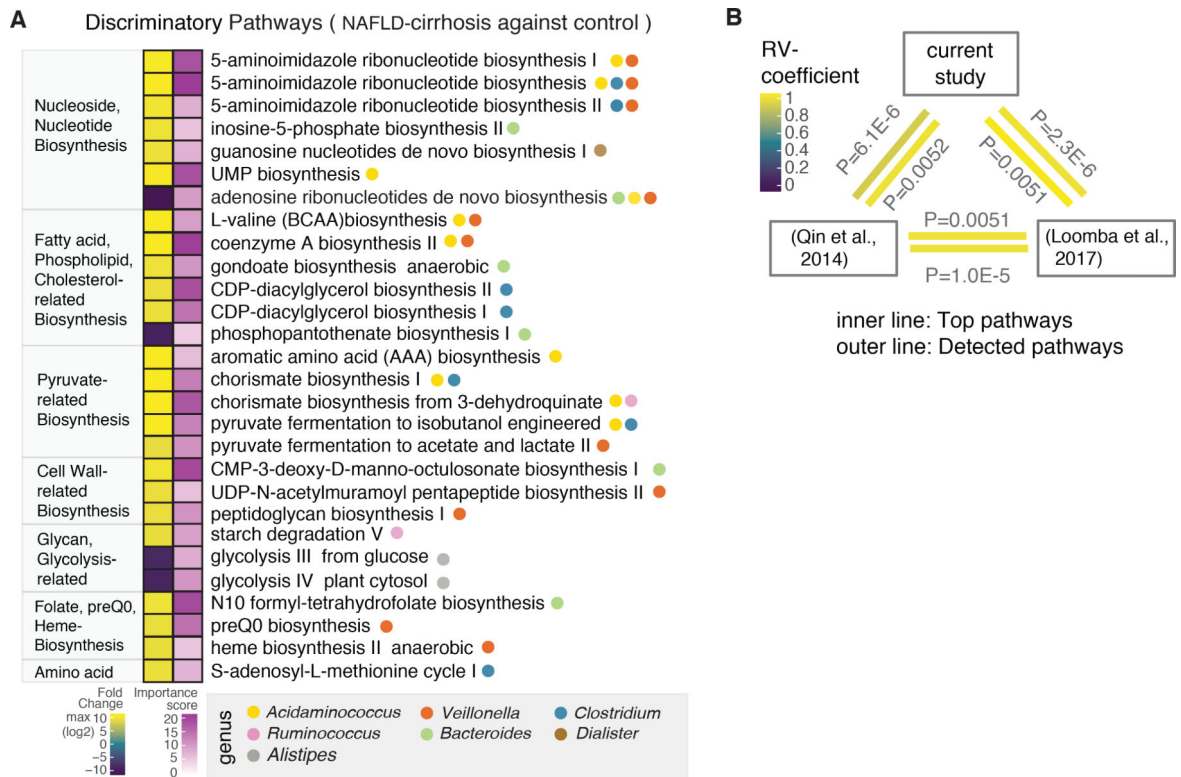 A
Discriminatory Pathways ( NAFLD-cirrhosis against control )
Nucleoside,
Nucleotide
Biosynthesis
5-aminoimidazole ribonucleotide biosynthesis I
5-aminoimidazole ribonucleotide biosynthesis
5-aminoimidazole ribonucleotide biosynthesis II
inosine-5-phosphate biosynthesis II
guanosine nucleotides de novo biosynthesis I
UMP biosynthesis
adenosine ribonucleotides de novo biosynthesis
Fatty acid,
Phospholipid,
Cholesterol-
related
Biosynthesis
L-valine (BCAA)biosynthesis
coenzyme A biosynthesis II
gondoate biosynthesis anaerobic
CDP-diacylglycerol biosynthesis II
CDP-diacylglycerol biosynthesis I
phosphopantothenate biosynthesis I
Pyruvate-
related
Biosynthesis
aromatic amino acid (AAA) biosynthesis
chorismate biosynthesis I
chorismate biosynthesis from 3-dehydroquinate
pyruvate fermentation to isobutanol engineered
pyruvate fermentation to acetate and lactate II
Cell Wall-
related
Biosynthesis
CMP-3-deoxy-D-manno-octulosonate biosynthesis I
UDP-N-acetylmuramoyl pentapeptide biosynthesis II
peptidoglycan biosynthesis I
Glycan,
Glycolysis-
related
starch degradation V
glycolysis III from glucose
glycolysis IV plant cytosol
Folate, preQ0,
Heme-
Biosynthesis
N10 formyl-tetrahydrofolate biosynthesis
preQ0 biosynthesis
heme biosynthesis II anaerobic
Amino acid
S-adenosyl-L-methionine cycle I
Fold
Change
max
(log2)
10
5
0
−5
−10
Importance
score
20
15
10
5
0
genus
Acidaminococcus
Veillonella
Clostridium
Ruminococcus
Bacteroides
Dialister
Alistipes
B
RV-
coefficient
1
0.8
0.6
0.4
0.2
0
current
study
P=6.1E-6
P=0.0052
P=2.3E-6
P=0.0051
(Qin et al.,
2014)
P=0.0051
P=1.0E-5
(Loomba et al.,
2017)
inner line: Top pathways
outer line: Detected pathways